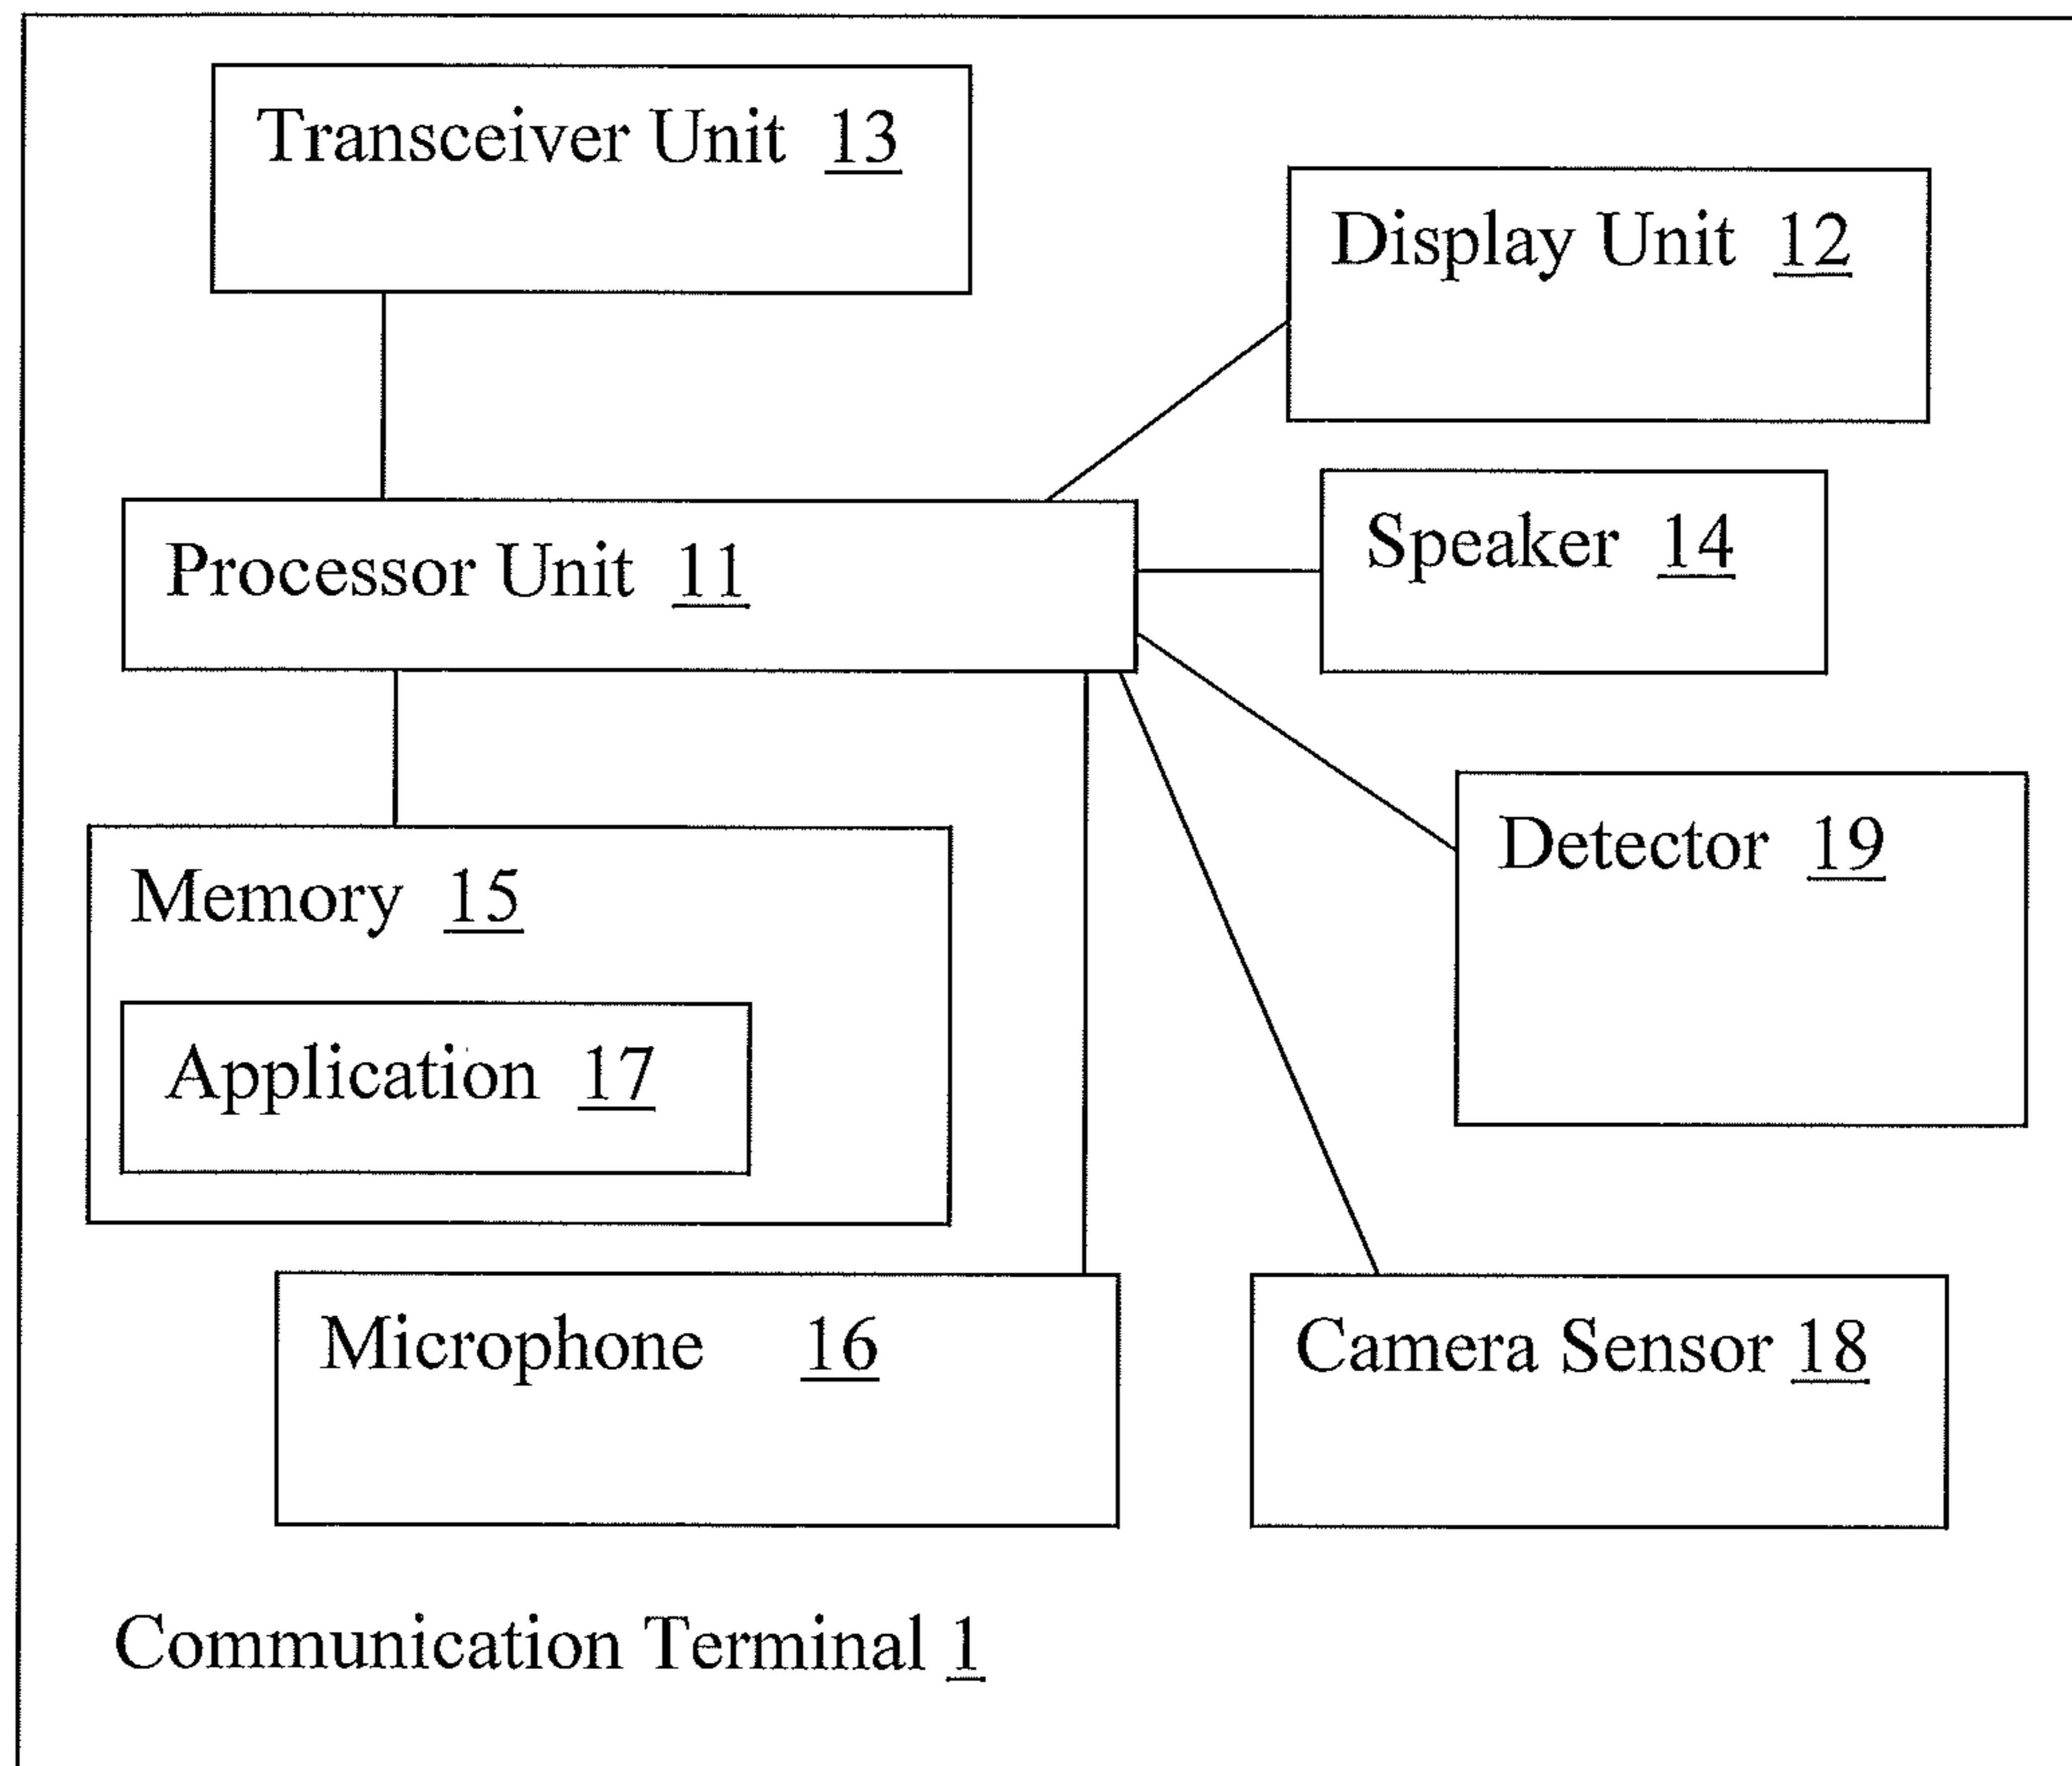 Transceiver Unit 13
Display Unit 12
Processor Unit 11
Speaker 14
Detector 19
Memory 15
Application 17
Microphone 16
Camera Sensor 18
Communication Terminal 1